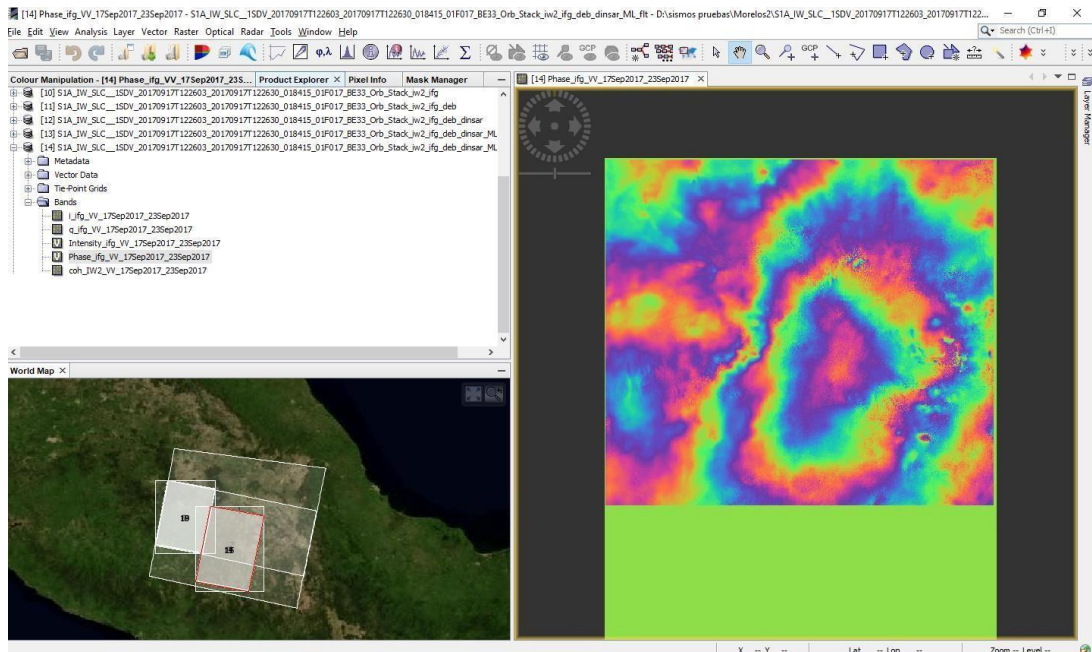 [14] Phase_ifg_VV_17Sep2017_23Sep2017 - S1A_IW_SLC__1SDV_20170917T122603_20170917T122630_018415_01F017_BE33_Orb_Stack_iw2_ifg_deb_dinsar_ML_flt - [D:\sismos pruebas\Morelos2\S1A_IW_SLC__1SDV_20170917T122603_20170917T122...
File Edit View Analysis Layer Vector Raster Optical Radar Tools Window Help
Search (Ctrl+I)
φ,λ Σ GCP GCP
Colour Manipulation - [14] Phase_ifg_VV_17Sep2017_23S... Product Explorer × Pixel Info Mask Manager
[14] Phase_ifg_VV_17Sep2017_23Sep2017 ×
[10] S1A_IW_SLC__1SDV_20170917T122603_20170917T122630_018415_01F017_BE33_Orb_Stack_iw2_ifg
[11] S1A_IW_SLC__1SDV_20170917T122603_20170917T122630_018415_01F017_BE33_Orb_Stack_iw2_ifg_deb
[12] S1A_IW_SLC__1SDV_20170917T122603_20170917T122630_018415_01F017_BE33_Orb_Stack_iw2_ifg_deb_dinsar
[13] S1A_IW_SLC__1SDV_20170917T122603_20170917T122630_018415_01F017_BE33_Orb_Stack_iw2_ifg_deb_dinsar_ML
[14] S1A_IW_SLC__1SDV_20170917T122603_20170917T122630_018415_01F017_BE33_Orb_Stack_iw2_ifg_deb_dinsar_ML
Metadata
Vector Data
Tie-Point Grids
Bands
i_ifg_VV_17Sep2017_23Sep2017
q_ifg_VV_17Sep2017_23Sep2017
Intensity_ifg_VV_17Sep2017_23Sep2017
Phase_ifg_VV_17Sep2017_23Sep2017
coh_IW2_VV_17Sep2017_23Sep2017
World Map ×
Layer Manager
X -- Y -- Lat -- Lon -- Zoom -- Level --